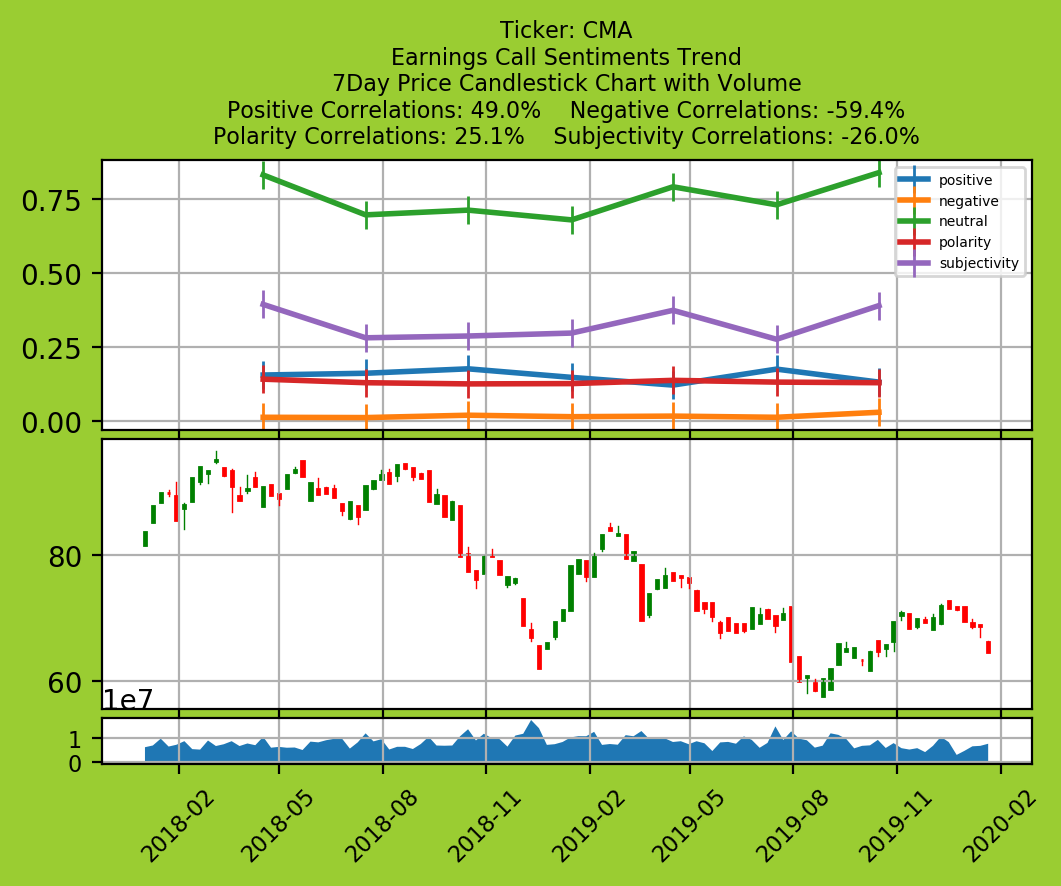 Ticker: CMA
Earnings Call Sentiments Trend
7Day Price Candlestick Chart with Volume
Positive Correlations: 49.0%    Negative Correlations: -59.4%
Polarity Correlations: 25.1%    Subjectivity Correlations: -26.0%
0.75
0.50
0.25
0.00
positive
negative
neutral
polarity
subjectivity
80
60
1e7
1
0
2018-02
2018-05
2018-08
2018-11
2019-02
2019-05
2019-08
2019-11
2020-02